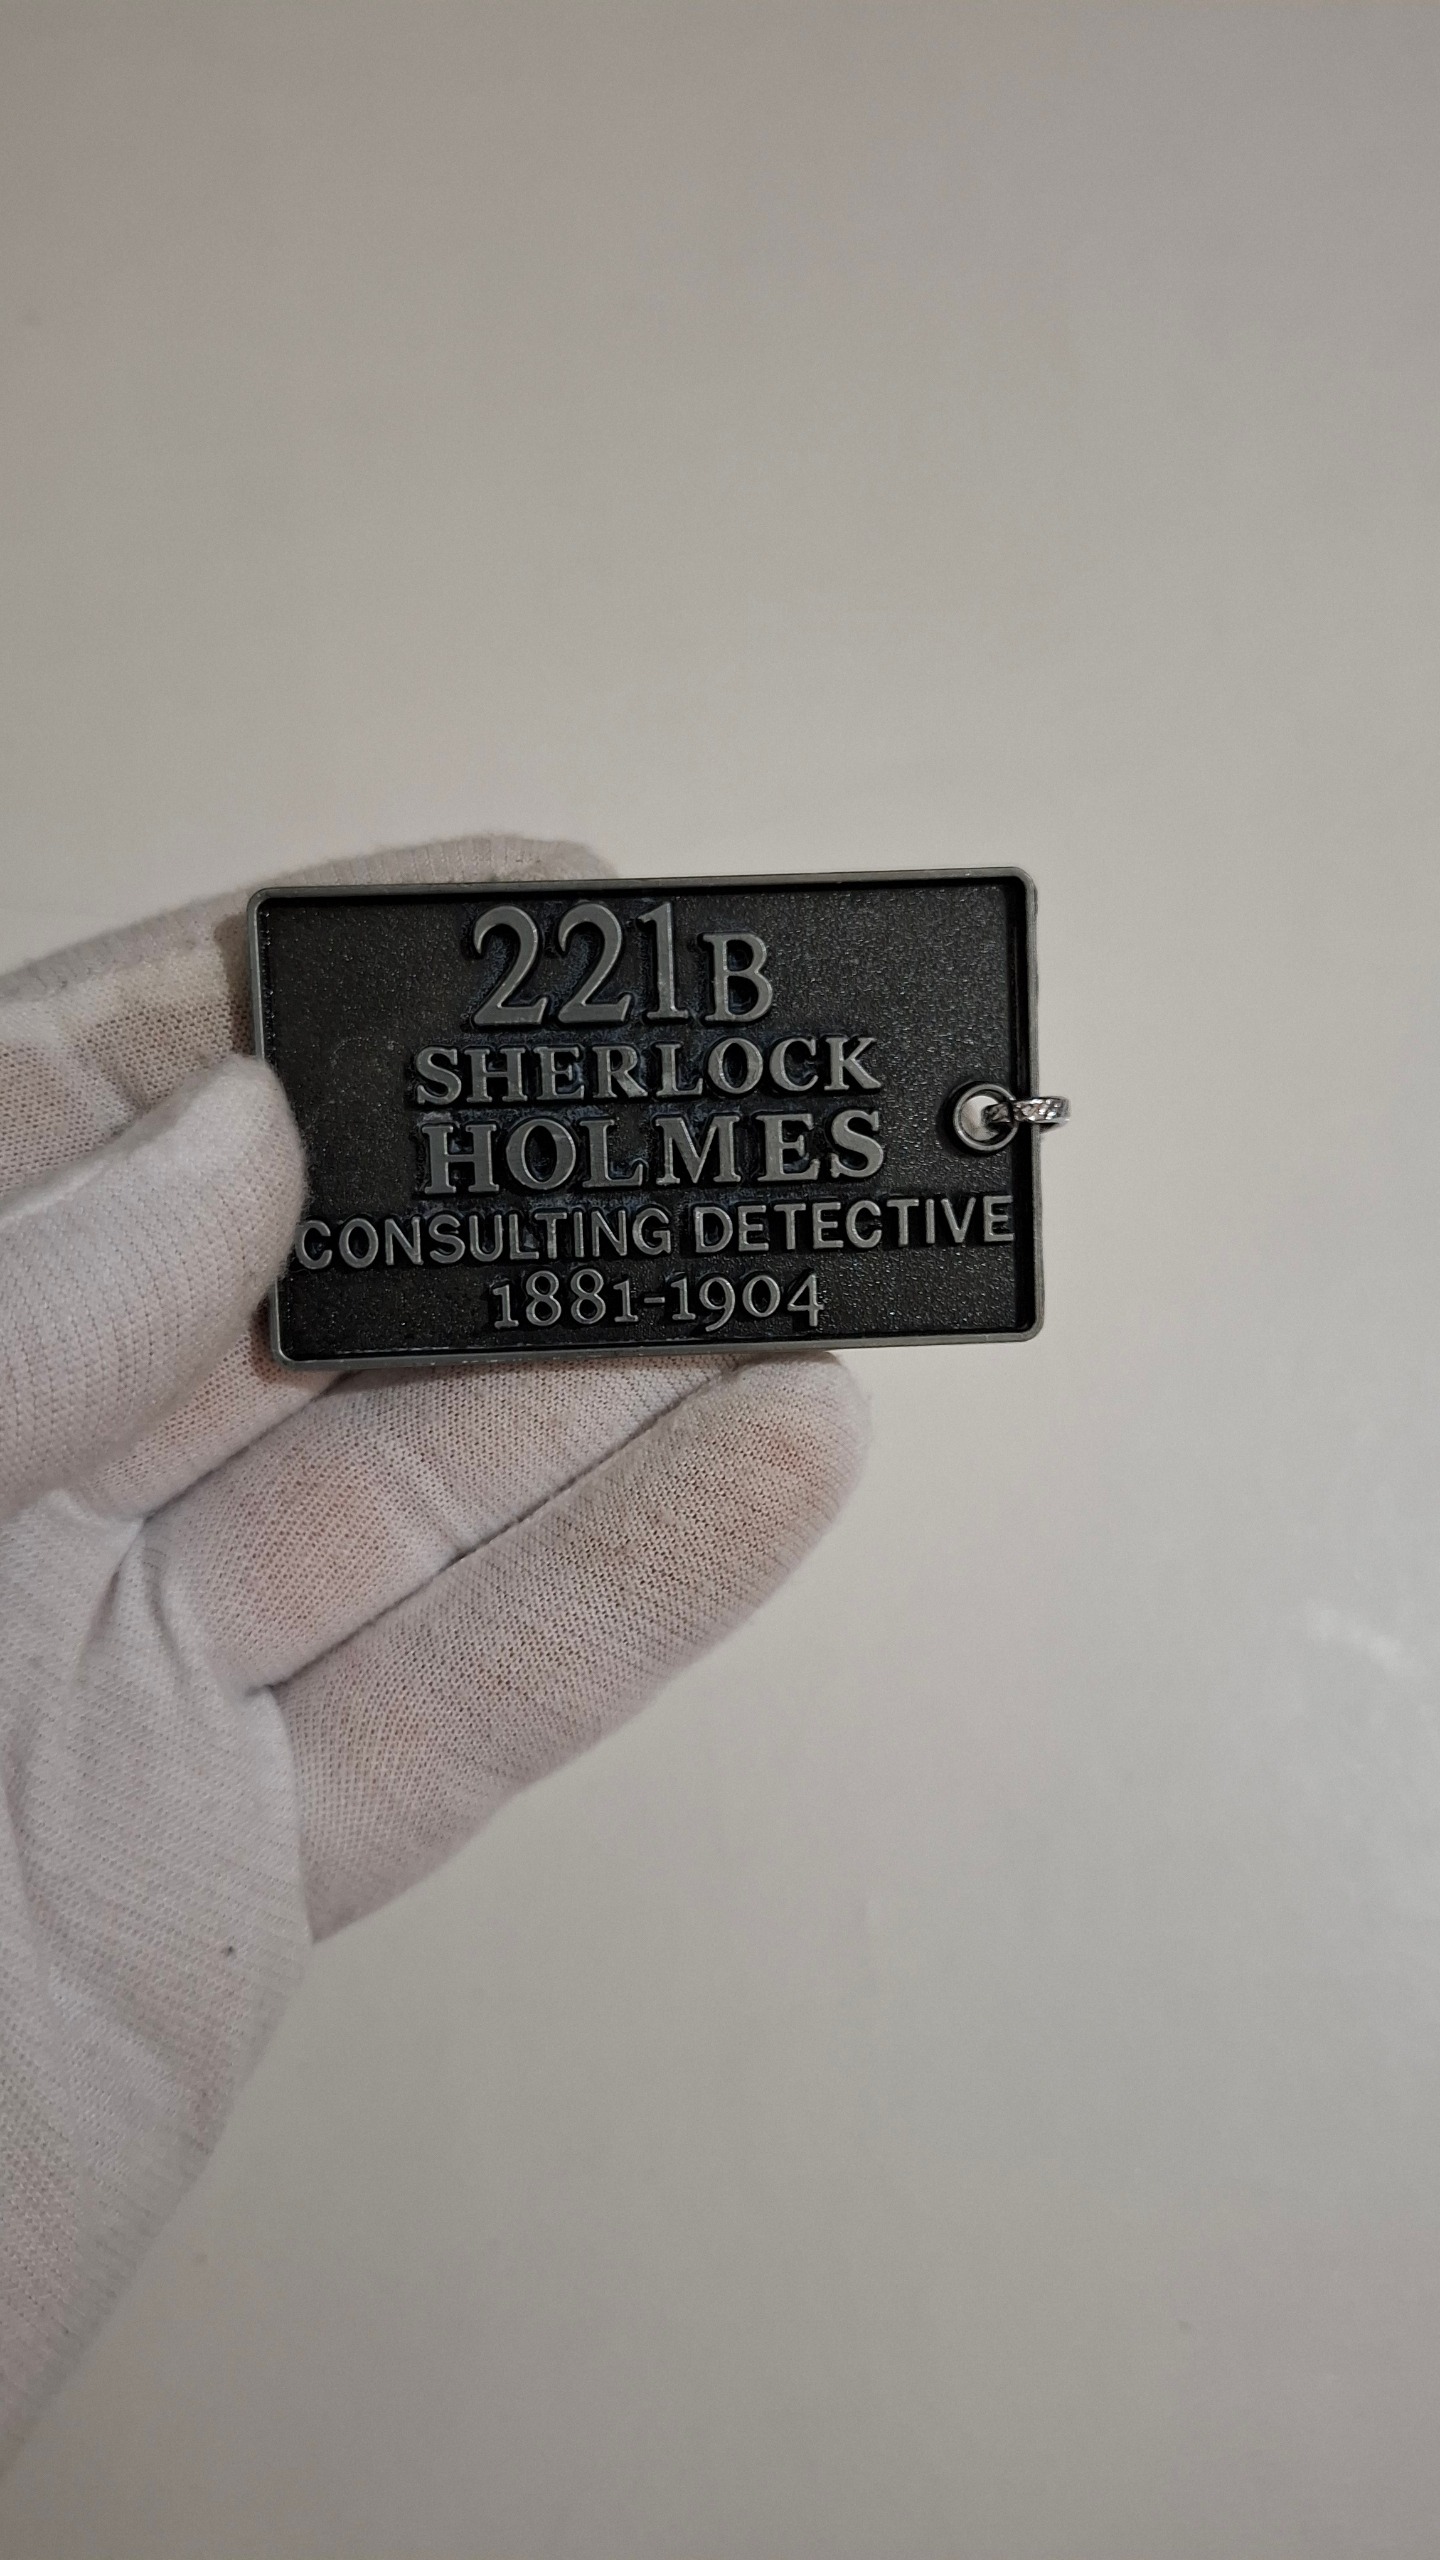 221B
SHERLOCK
HOLMES
CONSULTING DETECTIVE
1881-1904